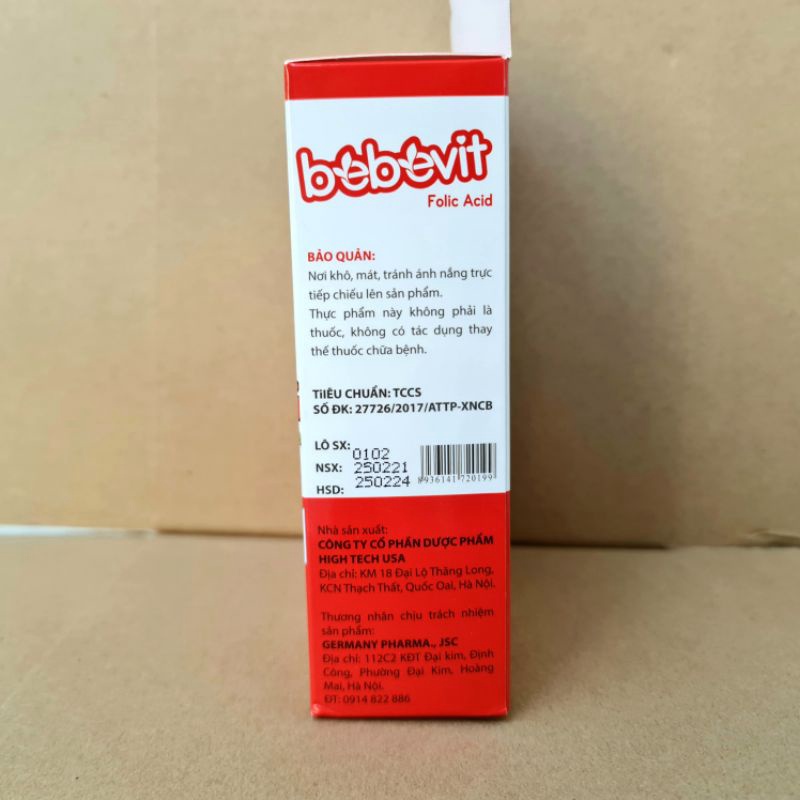 bebevit
Folic Acid
BẢO QUẢN:
Nơi khô, mát, tránh ánh nắng trực
tiếp chiếu lên sản phẩm.
Thực phẩm này không phải là
thuốc, không có tác dụng thay
thế thuốc chữa bệnh.
TiIÊU CHUẨN: TCCS
SỐ ĐK: 27726/2017/ATTP-XNCB
LÔ SX: 0102
NSX: 250221
HSD: 250224
8936141720199
Nhà sản xuất:
CÔNG TY CỔ PHẦN DƯỢC PHẨM
HIGH TECH USA
Địa chỉ: KM 18 Đại Lộ Thăng Long,
KCN Thạch Thất, Quốc Oai, Hà Nội.
Thương nhân chịu trách nhiệm
sản phẩm:
GERMANY PHARMA., JSC
Địa chỉ: 112C2 KĐT Đại kim, Định
Công, Phường Đại Kim, Hoàng
Mai, Hà Nội.
ĐT: 0914 822 886